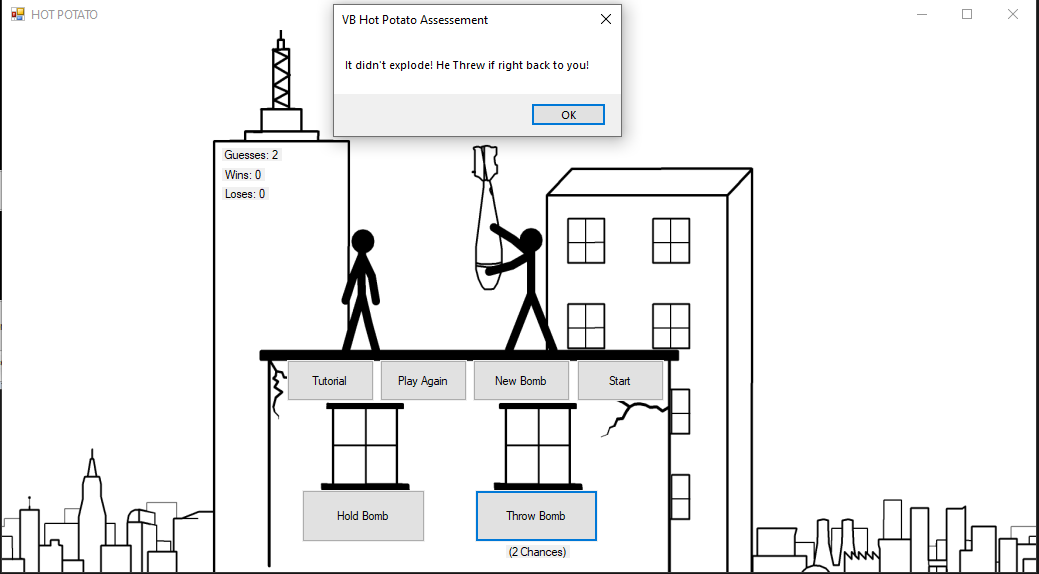 HOT POTATO
VB Hot Potato Assessement
It didn't explode! He Threw if right back to you!
OK
Guesses: 2
Wins: 0
Loses: 0
Tutorial
Play Again
New Bomb
Start
Hold Bomb
Throw Bomb
(2 Chances)